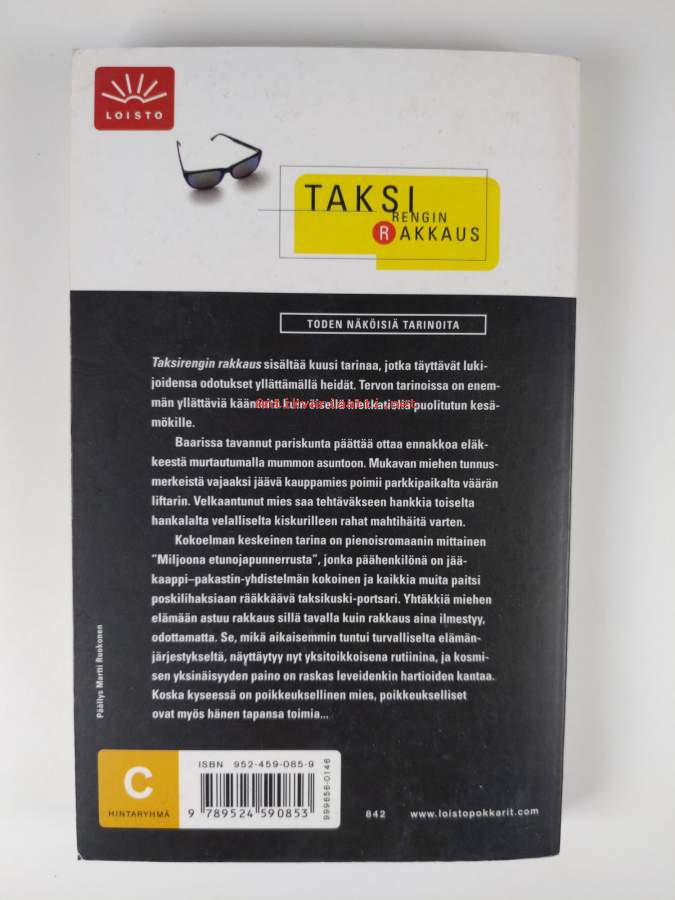 LOISTO
TAKSI
RENGIN
RAKKAUS
TODEN NÄKÖISIÄ TARINOITA
Taksirengin rakkaus sisältää kuusi tarinaa, jotka täyttävät luki-
joidensa odotukset yllättämällä heidät. Tervon tarinoissa on enem-
män yllättäviä käänteitä kuin öisellä hiekkatiellä puolitutun kesä-
mökille.
Baarissa tavannut pariskunta päättää ottaa ennakkoa eläk-
keestä murtautumalla mummon asuntoon. Mukavan miehen tunnus-
merkeistä vajaaksi jäävä kauppamies poimii parkkipaikalta väärän
liftarin. Velkaantunut mies saa tehtäväkseen hankkia toiselta
hankalalta velalliselta kiskurilleen rahat mahtihäitä varten.
Kokoelman keskeinen tarina on pienoisromaanin mittainen
"Miljoona etunojapunnerrusta", jonka päähenkilönä on jää-
kaappi–pakastin-yhdistelmän kokoinen ja kaikkia muita paitsi
poskilihaksiaan rääkkäävä taksikuski-portsari. Yhtäkkiä miehen
elämään astuu rakkaus sillä tavalla kuin rakkaus aina ilmestyy,
odottamatta. Se, mikä aikaisemmin tuntui turvalliselta elämän-
järjestykseltä, näyttäytyy nyt yksitoikkoisena rutiinina, ja kosmi-
sen yksinäisyyden paino on raskas leveidenkin hartioiden kantaa.
Koska kyseessä on poikkeuksellinen mies, poikkeukselliset
ovat myös hänen tapansa toimia...
Päällys Martti Ruokonen
C
HINTARYHMÄ
ISBN 952-459-085-9
9 789524 590853
999656-0146
842 www.loistopokkarit.com